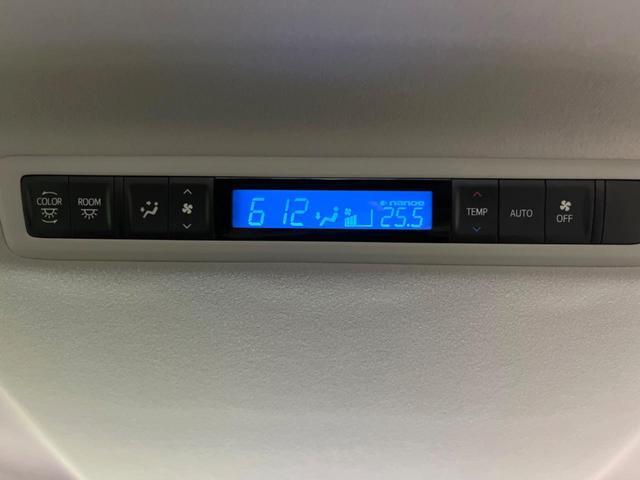 COLOR
ROOM
6 12
nanoe
25.5
TEMP
AUTO
OFF